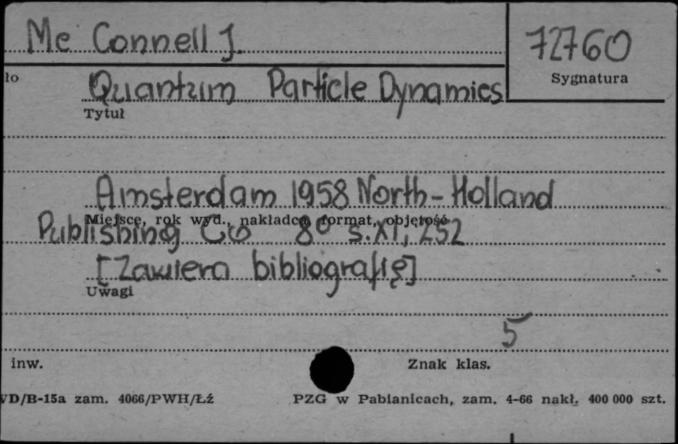 Mc Connell J.
72760
Sygnatura
ło
Quantum Particle Dynamics
Tytuł
Amsterdam 1958 North-Holland
Miejsce, rok wyd., nakładca, format, objętość
Publishing Co 8° s. XI, 252
[Zawiera bibliografię]
Uwagi
5
inw.
Znak klas.
VD/B-15a zam. 4066/PWH/Łź
PZG w Pabianicach, zam. 4-66 nakł. 400 000 szt.